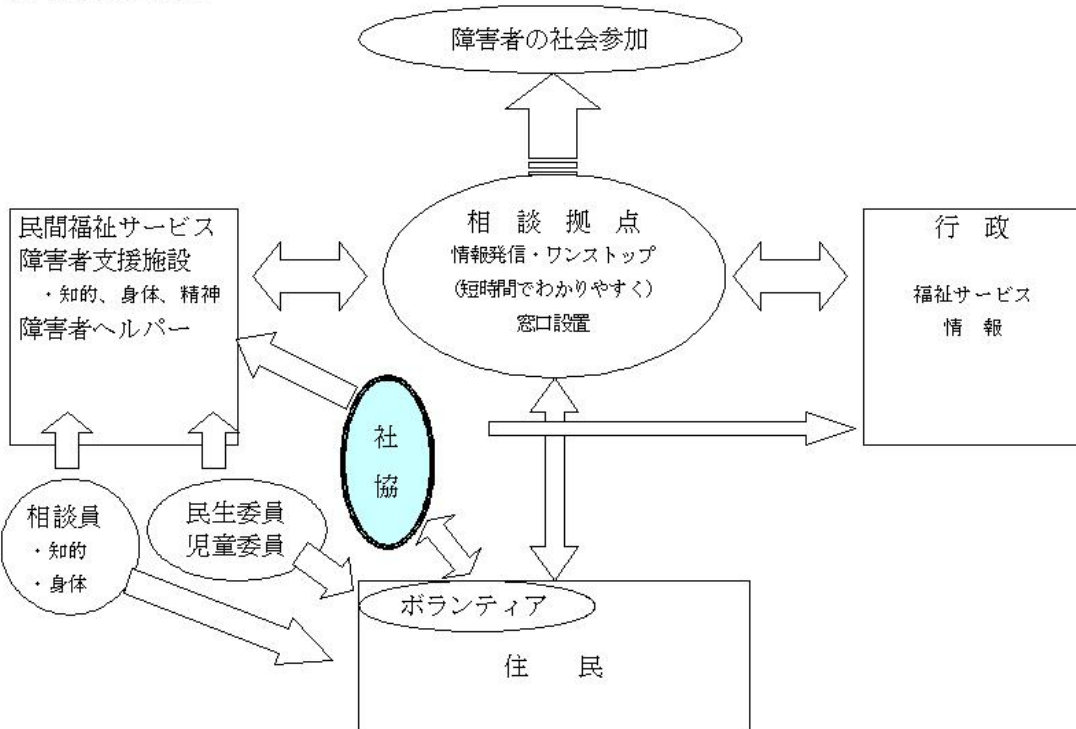 障害者の社会参加
相 談 拠 点
情報発信・ワンストップ
(短時間でわかりやすく)
窓口設置
民間福祉サービス
障害者支援施設
・知的、身体、精神
障害者ヘルパー
行 政
福祉サービス
情 報
社
協
相談員
・知的
・身体
民生委員
児童委員
ボランティア
住 民